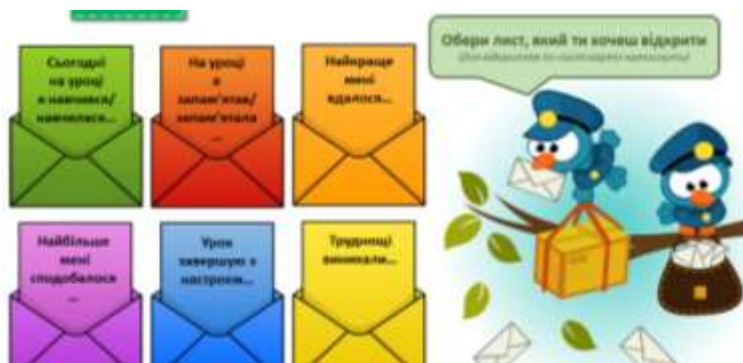 Сьогодні
на уроці
я навчився/
навчилася...
На уроці
я
запам'ятав/
запам'ятала
...
Найкраще
мені
вдалося...
Обери лист, який ти хочеш відкрити
Найбільше
мені
сподобалося
...
Урок
завершую з
настроєм...
Труднощі
виникали...